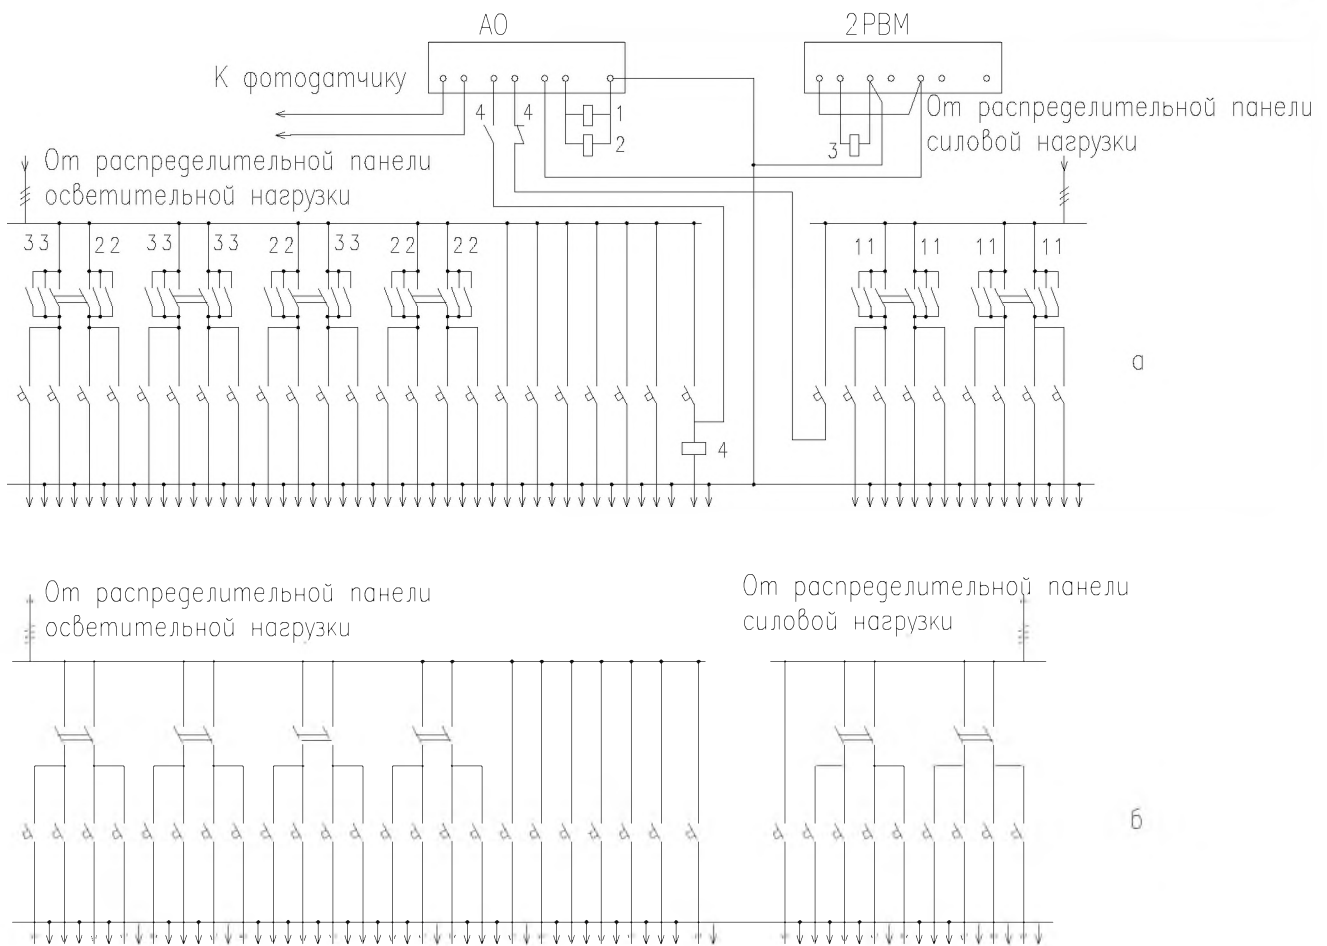 АО
2РВМ
К фотодатчику
4 4 1
2
3
От распределительной панели
силовой нагрузки
От распределительной панели
осветительной нагрузки
33 22 33 33 22 33 22 22
11 11 11 11
а
4
От распределительной панели
осветительной нагрузки
От распределительной панели
силовой нагрузки
б